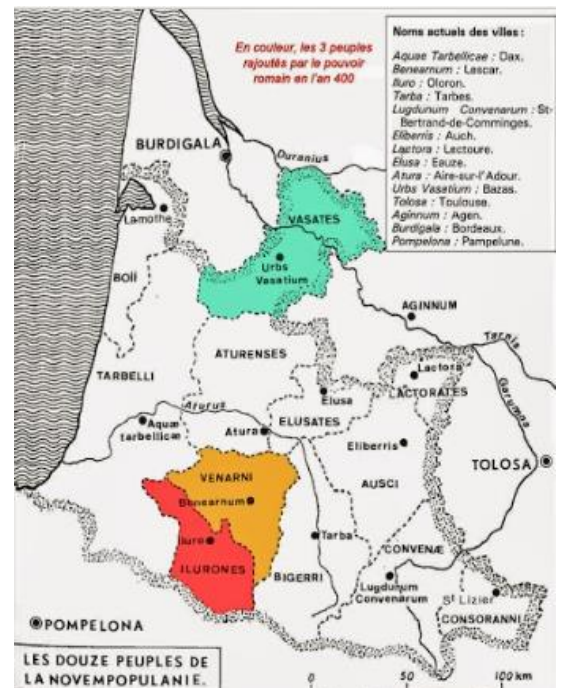 En couleur, les 3 peuples
rajoutés par le pouvoir
romain en l'an 400
Noms actuels des villes :
Aquae Tarbellicae : Dax.
Benearnum : Lescar.
Iluro : Oloron.
Tarba : Tarbes.
Lugdunum Convenarum : St-
Bertrand-de-Comminges.
Eliberris : Auch.
Lactora : Lectoure.
Elusa : Eauze.
Atura : Aire-sur-l'Adour.
Urbs Vasatium : Bazas.
Tolosa : Toulouse.
Aginnum : Agen.
Burdigala : Bordeaux.
Pompelona : Pampelune.
BURDIGALA
Duranius
Lamothe
VASATES
Urbs
Vasatium
BOÏI
AGINNUM
Tarnis
ATURENSES
TARBELLI
Lactora
LACTORATES
Garumna
Elusa
Aturus
Aquæ
tarbellicæ
Atura
ELUSATES
Eliberris
TOLOSA
AUSCI
VENARNI
Benearnum
Iluro
Tarba
CONVENÆ
ILURONES
BIGERRI
Lugdunum
Convenarum
St Lizier
CONSORANNI
POMPELONA
LES DOUZE PEUPLES DE
LA NOVEMPOPULANIE.
0 50 100 km